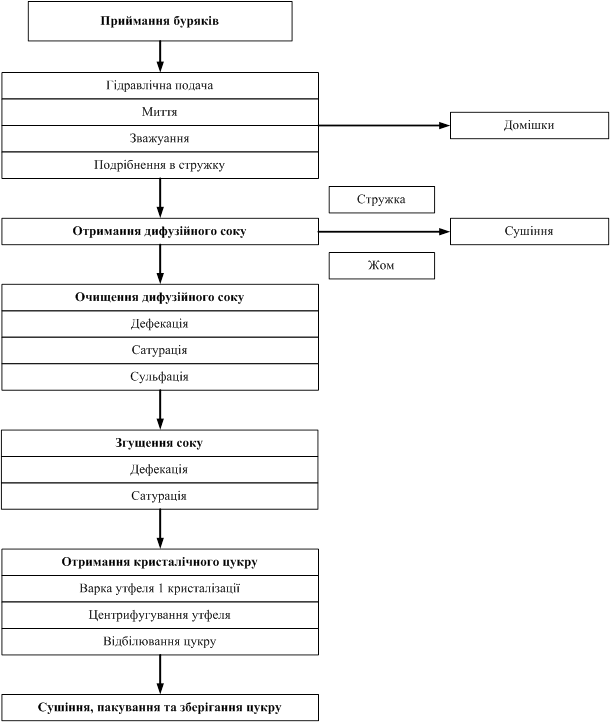 Приймання буряків
Гідравлічна подача
Миття
Зважуання
Домішки
Подрібнення в стружку
Стружка
Отримання дифузійного соку
Сушіння
Жом
Очищення дифузійного соку
Дефекація
Сатурація
Сульфація
Згущення соку
Дефекація
Сатурація
Отримання кристалічного цукру
Варка утфеля 1 кристалізації
Центрифугування утфеля
Відбілювання цукру
Сушіння, пакування та зберігання цукру